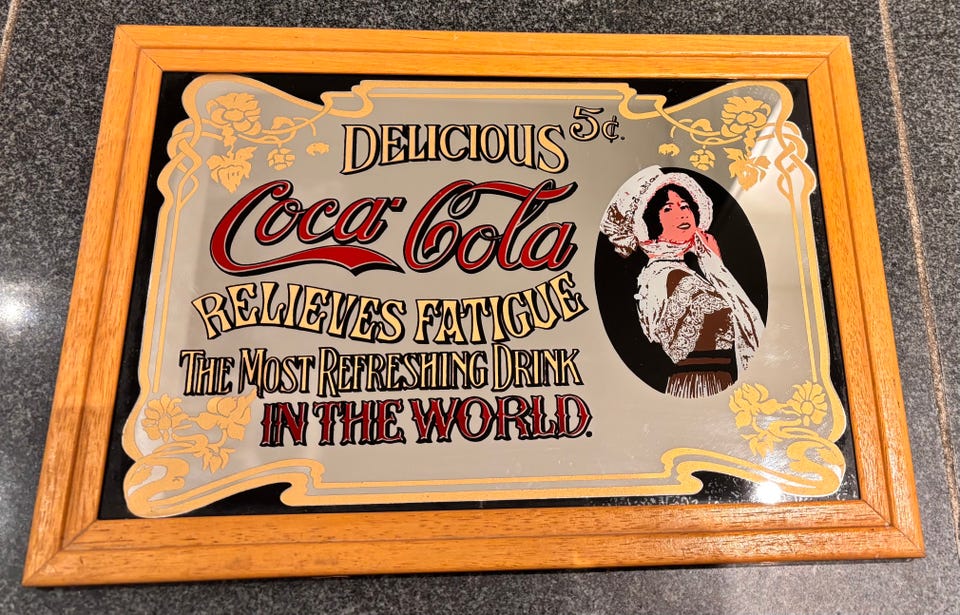 DELICIOUS 5¢.
Coca-Cola
RELIEVES FATIGUE
THE MOST REFRESHING DRINK
IN THE WORLD.